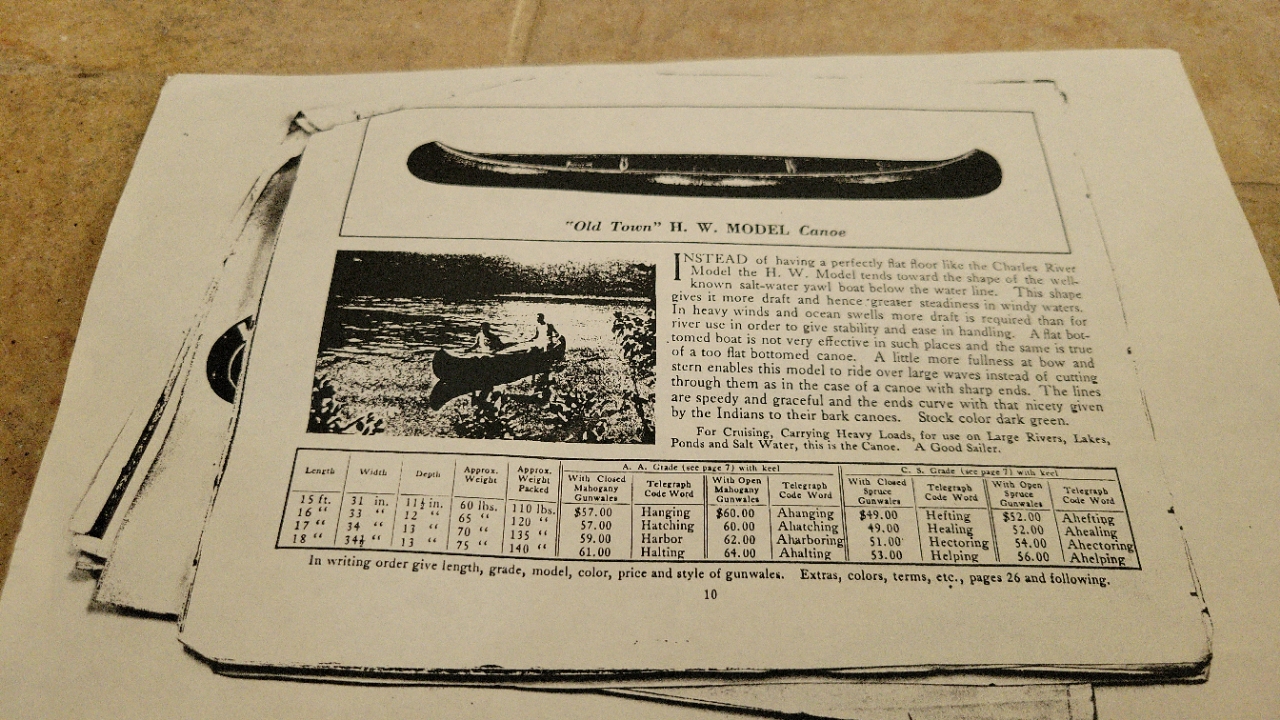 "Old Town" H. W. MODEL Canoe
INSTEAD of having a perfectly flat floor like the Charles River
Model the H. W. Model tends toward the shape of the well-
known salt-water yawl boat below the water line. This shape
gives it more draft and hence greater steadiness in windy waters.
In heavy winds and ocean swells more draft is required than for
river use in order to give stability and ease in handling. A flat bot-
tomed boat is not very effective in such places and the same is true
of a too flat bottomed canoe. A little more fullness at bow and
stern enables this model to ride over large waves instead of cutting
through them as in the case of a canoe with sharp ends. The lines
are speedy and graceful and the ends curve with that nicety given
by the Indians to their bark canoes. Stock color dark green.
For Cruising, Carrying Heavy Loads, for use on Large Rivers, Lakes,
Ponds and Salt Water, this is the Canoe. A Good Sailer.
A. A. Grade (see page 7) with keel C. S. Grade (see page 7) with keel
Length Width Depth Approx. Weight Approx. Weight Packed With Closed Mahogany Gunwales Telegraph Code Word With Open Mahogany Gunwales Telegraph Code Word With Closed Spruce Gunwales Telegraph Code Word With Open Spruce Gunwales Telegraph Code Word
15 ft. 31 in. 11½ in. 60 lbs. 110 lbs. $57.00 Hanging $60.00 Ahanging $49.00 Hefting $52.00 Ahefting
16 " 33 " 12 " 65 " 120 " 57.00 Hatching 60.00 Ahatching 49.00 Healing 52.00 Ahealing
17 " 34 " 13 " 70 " 135 " 59.00 Harbor 62.00 Aharboring 51.00 Hectoring 54.00 Ahectoring
18 " 34½ " 13 " 75 " 140 " 61.00 Halting 64.00 Ahalting 53.00 Helping 56.00 Ahelping
In writing order give length, grade, model, color, price and style of gunwales. Extras, colors, terms, etc., pages 26 and following.
10